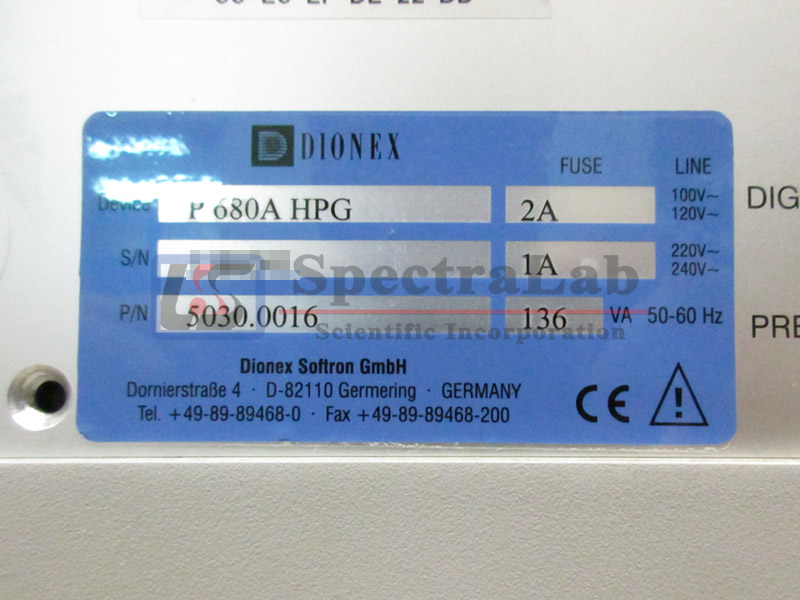 DIONEX
FUSE LINE
Device P 680A HPG 2A 100V~
120V~
DIG
S/N 1A 220V~
240V~
SpectraLab
Scientific Incorporation
P/N 5030.0016 136 VA 50-60 Hz
PRE
Dionex Softron GmbH
Dornierstraße 4 · D-82110 Germering · GERMANY
Tel. +49-89-89468-0 · Fax +49-89-89468-200
CE